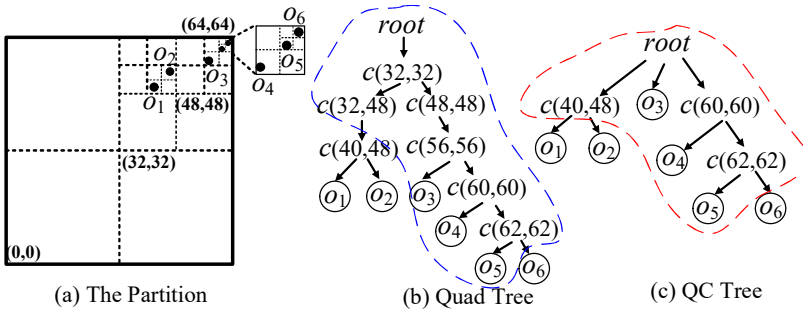 (64,64)
o2
o3
o1
(48,48)
(32,32)
(0,0)
o6
o5
o4
(a) The Partition
root
c(32,32)
c(32,48) c(48,48)
c(40,48) c(56,56)
o1 o2 o3 c(60,60)
o4 c(62,62)
o5 o6
(b) Quad Tree
root
c(40,48) o3 c(60,60)
o1 o2 o4 c(62,62)
o5 o6
(c) QC Tree